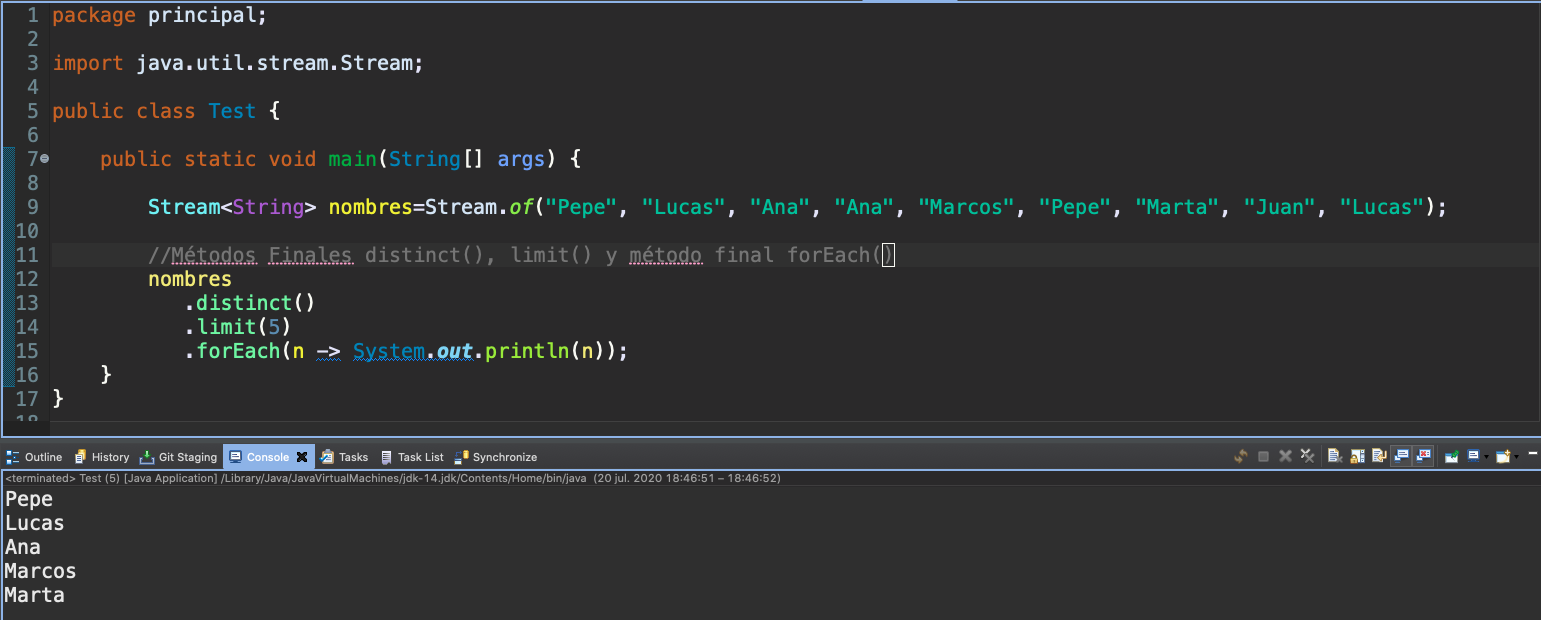 1 package principal;
2
3 import java.util.stream.Stream;
4
5 public class Test {
6
7 public static void main(String[] args) {
8
9 Stream<String> nombres=Stream.of("Pepe", "Lucas", "Ana", "Ana", "Marcos", "Pepe", "Marta", "Juan", "Lucas");
10
11 //Métodos Finales distinct(), limit() y método final forEach()
12 nombres
13 .distinct()
14 .limit(5)
15 .forEach(n -> System.out.println(n));
16 }
17 }
18
Outline History Git Staging Console Tasks Task List Synchronize
<terminated> Test (5) [Java Application] /Library/Java/JavaVirtualMachines/jdk-14.jdk/Contents/Home/bin/java (20 jul. 2020 18:46:51 – 18:46:52)
Pepe
Lucas
Ana
Marcos
Marta